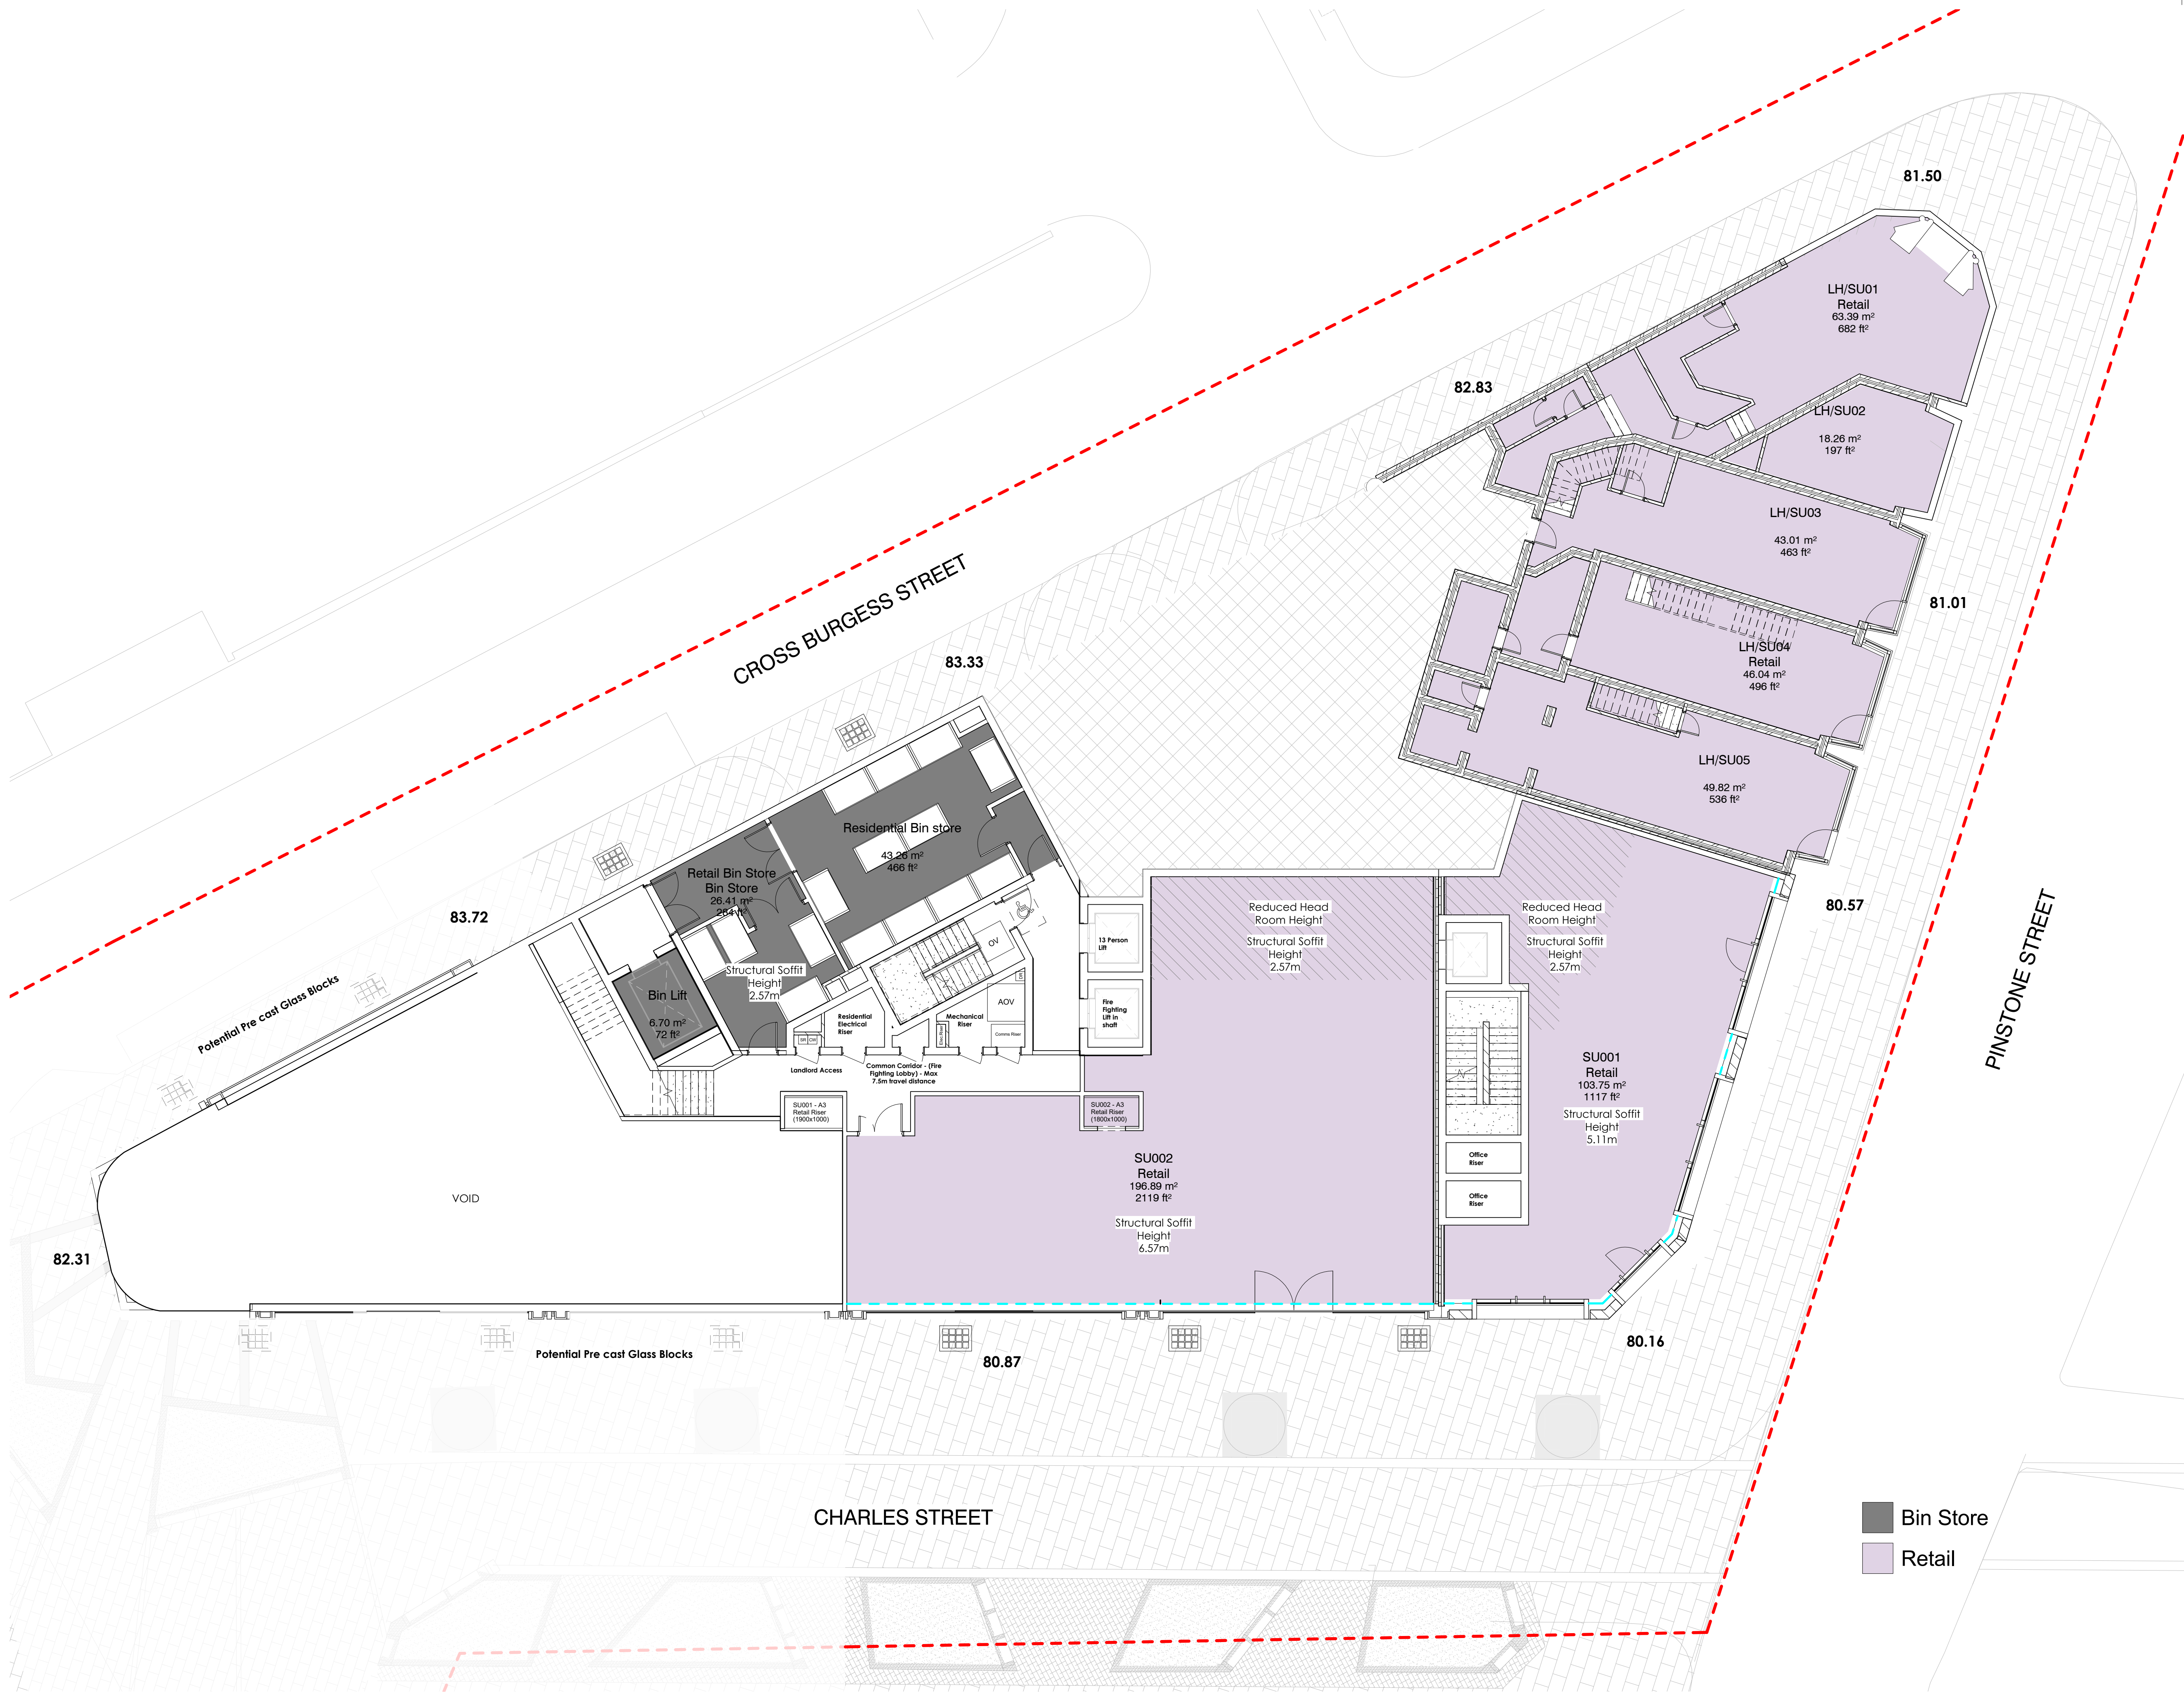 81.50
LH/SU01
Retail
63.39 m²
682 ft²
82.83
LH/SU02
18.26 m²
197 ft²
LH/SU03
43.01 m²
463 ft²
81.01
CROSS BURGESS STREET
83.33
LH/SU04
Retail
46.04 m²
496 ft²
LH/SU05
49.82 m²
536 ft²
Residential Bin store
43.26 m²
466 ft²
Retail Bin Store
Bin Store
26.41 m²
284 ft²
83.72
80.57
PINSTONE STREET
Reduced Head
Room Height
Structural Soffit
Height
2.57m
Reduced Head
Room Height
Structural Soffit
Height
2.57m
13 Person
Lift
OV
Structural Soffit
Height
2.57m
Potential Pre cast Glass Blocks
Bin Lift
6.70 m²
72 ft²
AOV
Fire
Fighting
Lift in
shaft
Residential
Electrical
Riser
Mechanical
Riser
Elec Riser
Comms Riser
SR
CW
Landlord Access
Common Corridor - (Fire
Fighting Lobby) - Max
7.5m travel distance
SU001
Retail
103.75 m²
1117 ft²
Structural Soffit
Height
5.11m
SU001 - A3
Retail Riser
(1900x1000)
SU002 - A3
Retail Riser
(1800x1000)
Office
Riser
Office
Riser
SU002
Retail
196.89 m²
2119 ft²
Structural Soffit
Height
6.57m
VOID
82.31
80.16
Potential Pre cast Glass Blocks
80.87
CHARLES STREET
Bin Store
Retail